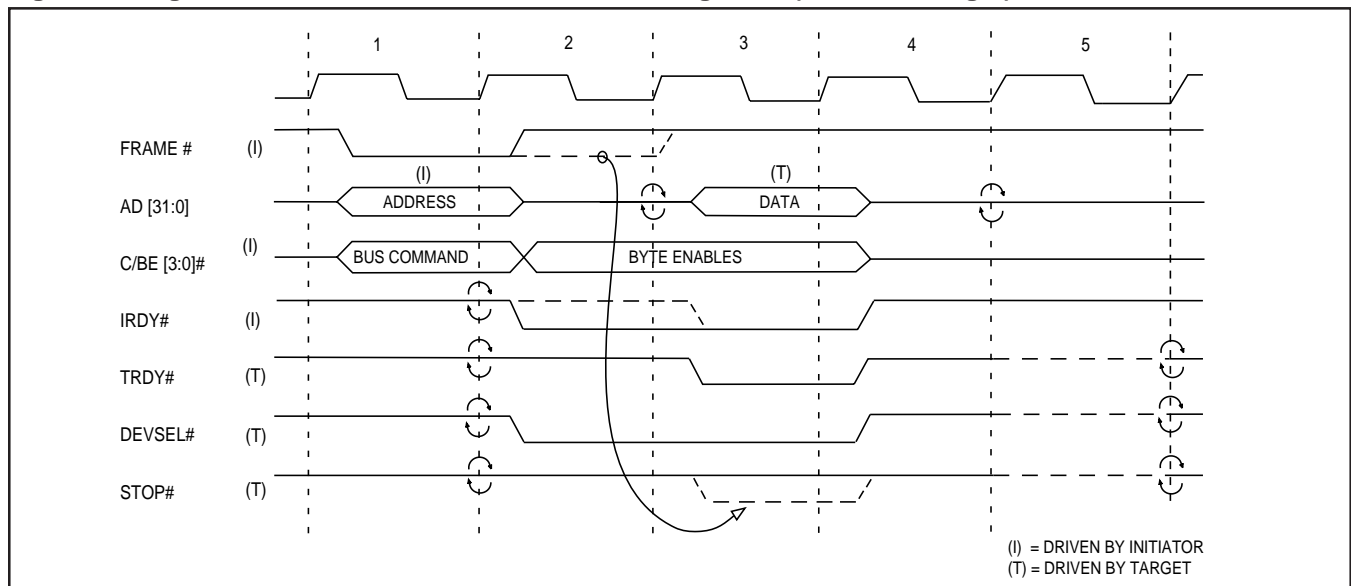 1 2 3 4 5
FRAME # (I)
(I) (T)
AD [31:0] ADDRESS DATA
C/BE [3:0]# (I) BUS COMMAND BYTE ENABLES
IRDY# (I)
TRDY# (T)
DEVSEL# (T)
STOP# (T)
(I) = DRIVEN BY INITIATOR
(T) = DRIVEN BY TARGET